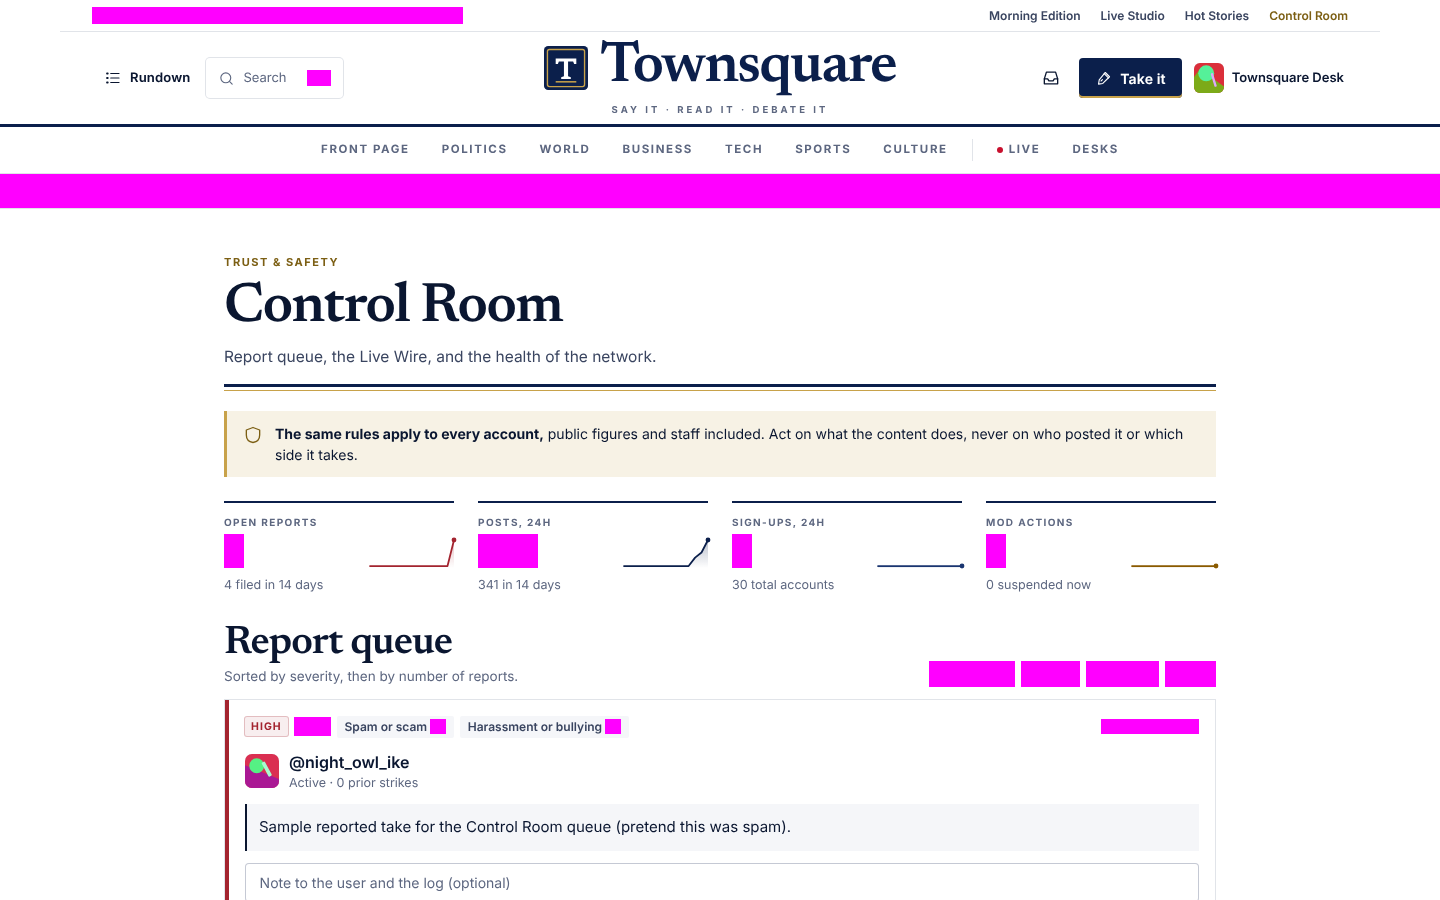 Morning Edition Live Studio Hot Stories Control Room
Rundown Search T Townsquare Take it Townsquare Desk
SAY IT · READ IT · DEBATE IT
FRONT PAGE POLITICS WORLD BUSINESS TECH SPORTS CULTURE LIVE DESKS
TRUST & SAFETY
Control Room
Report queue, the Live Wire, and the health of the network.
The same rules apply to every account, public figures and staff included. Act on what the content does, never on who posted it or which
side it takes.
OPEN REPORTS POSTS, 24H SIGN-UPS, 24H MOD ACTIONS
4 filed in 14 days 341 in 14 days 30 total accounts 0 suspended now
Report queue
Sorted by severity, then by number of reports.
HIGH Spam or scam Harassment or bullying
@night_owl_ike
Active · 0 prior strikes
Sample reported take for the Control Room queue (pretend this was spam).
Note to the user and the log (optional)